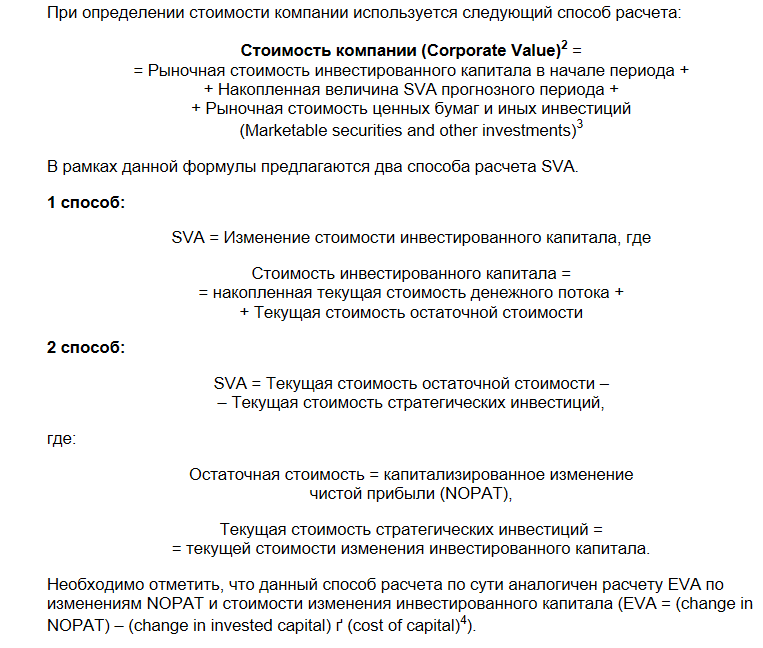 При определении стоимости компании используется следующий способ расчета:
Стоимость компании (Corporate Value)2 =
= Рыночная стоимость инвестированного капитала в начале периода +
+ Накопленная величина SVA прогнозного периода +
+ Рыночная стоимость ценных бумаг и иных инвестиций
(Marketable securities and other investments)3
В рамках данной формулы предлагаются два способа расчета SVA.
1 способ:
SVA = Изменение стоимости инвестированного капитала, где
Стоимость инвестированного капитала =
= накопленная текущая стоимость денежного потока +
+ Текущая стоимость остаточной стоимости
2 способ:
SVA = Текущая стоимость остаточной стоимости –
– Текущая стоимость стратегических инвестиций,
где:
Остаточная стоимость = капитализированное изменение
чистой прибыли (NOPAT),
Текущая стоимость стратегических инвестиций =
= текущей стоимости изменения инвестированного капитала.
Необходимо отметить, что данный способ расчета по сути аналогичен расчету EVA по
изменениям NOPAT и стоимости изменения инвестированного капитала (EVA = (change in
NOPAT) – (change in invested capital) ґ (cost of capital)4).